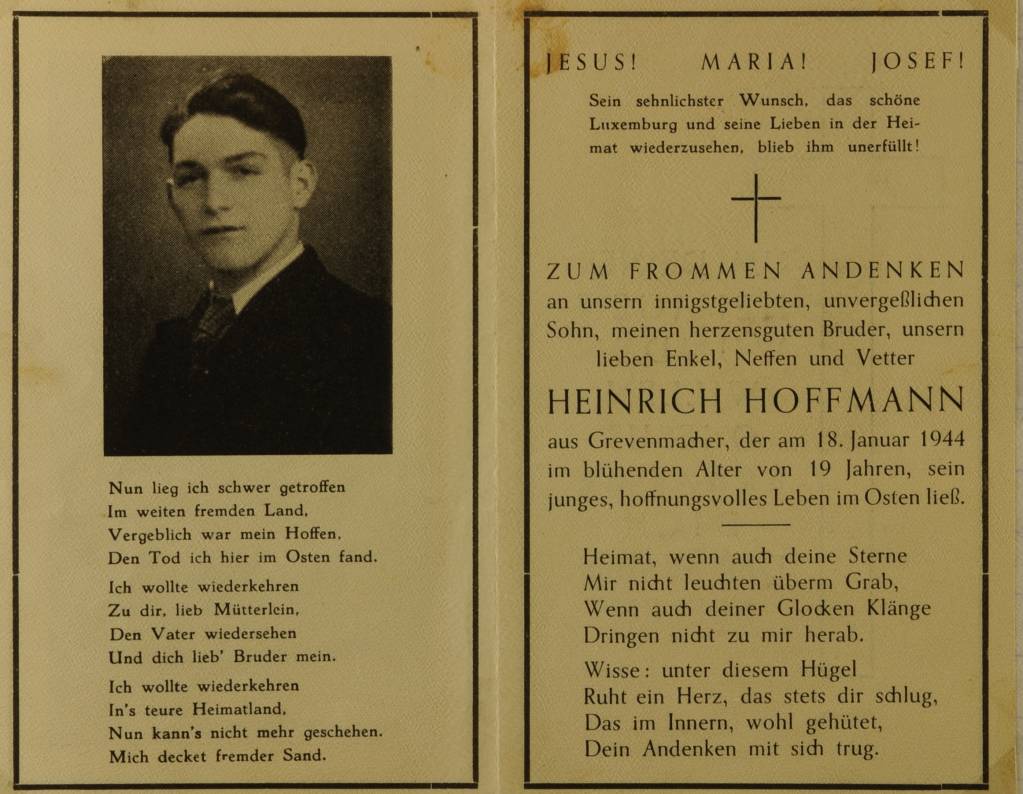 Nun lieg ich schwer getroffen
Im weiten fremden Land,
Vergeblich war mein Hoffen,
Den Tod ich hier im Osten fand.
Ich wollte wiederkehren
Zu dir, lieb Mütterlein,
Den Vater wiedersehen
Und dich lieb' Bruder mein.
Ich wollte wiederkehren
In's teure Heimatland,
Nun kann's nicht mehr geschehen.
Mich decket fremder Sand.
JESUS! MARIA! JOSEF!
Sein sehnlichster Wunsch, das schöne
Luxemburg und seine Lieben in der Hei-
mat wiederzusehen, blieb ihm unerfüllt!
ZUM FROMMEN ANDENKEN
an unsern innigstgeliebten, unvergeßlichen
Sohn, meinen herzensguten Bruder, unsern
lieben Enkel, Neffen und Vetter
HEINRICH HOFFMANN
aus Grevenmacher, der am 18. Januar 1944
im blühenden Alter von 19 Jahren, sein
junges, hoffnungsvolles Leben im Osten ließ.
Heimat, wenn auch deine Sterne
Mir nicht leuchten überm Grab,
Wenn auch deiner Glocken Klänge
Dringen nicht zu mir herab.
Wisse: unter diesem Hügel
Ruht ein Herz, das stets dir schlug,
Das im Innern, wohl gehütet,
Dein Andenken mit sich trug.